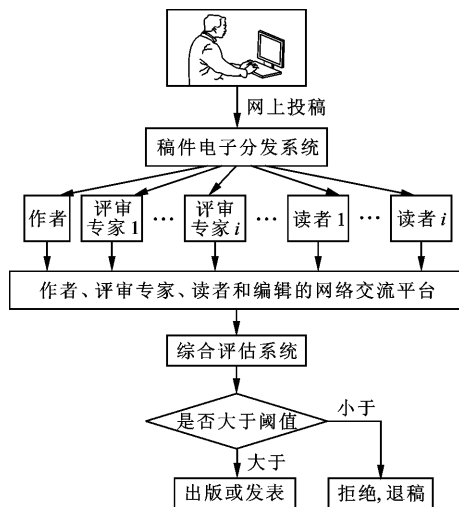 网上投稿
稿件电子分发系统
作者
评审
专家1
…
评审
专家i
…
读者1
…
读者i
作者、评审专家、读者和编辑的网络交流平台
综合评估系统
是否大于阈值
小于
大于
出版或发表
拒绝,退稿